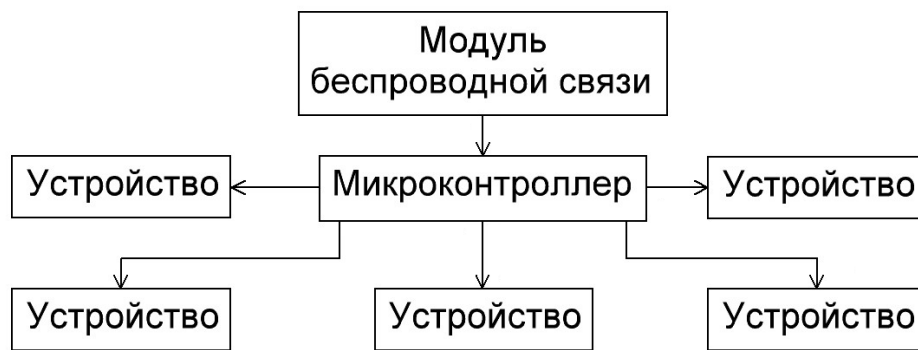 Модуль
беспроводной связи
Устройство
Микроконтроллер
Устройство
Устройство
Устройство
Устройство